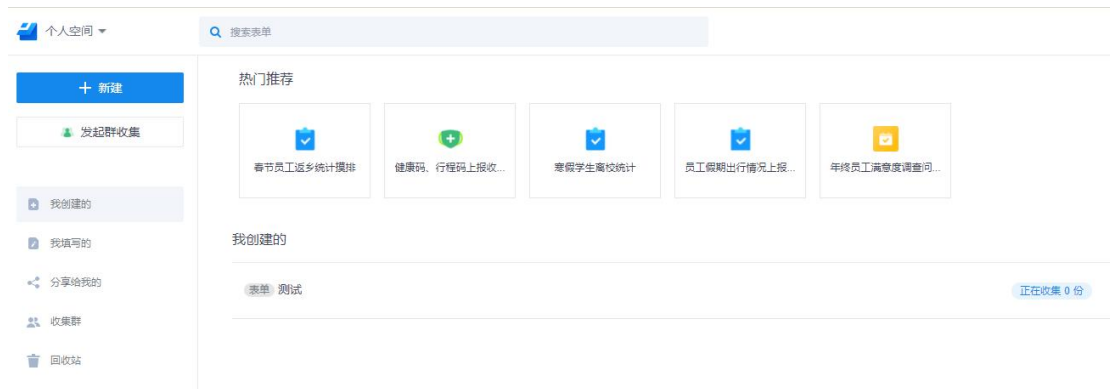 个人空间
搜索表单
新建
发起群收集
我创建的
我填写的
分享给我的
收集群
回收站
热门推荐
春节员工返乡统计摸排
健康码、行程码上报收...
寒假学生离校统计
员工假期出行情况上报...
年终员工满意度调查问...
我创建的
表单 测试
正在收集 0 份